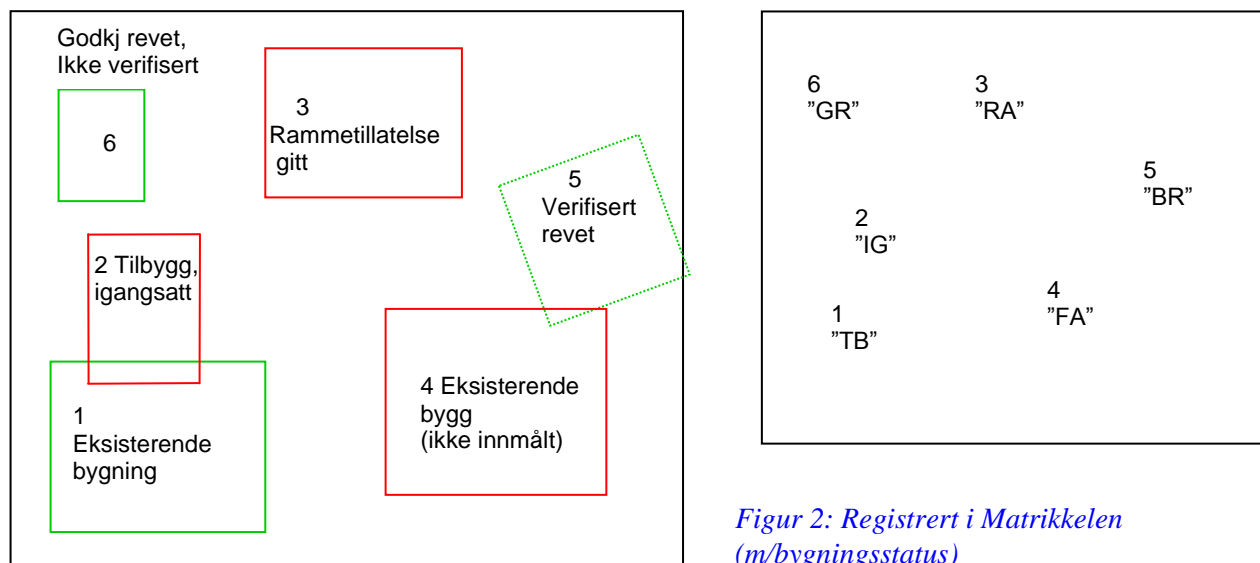 Godkj revet,
Ikke verifisert
6
3
Rammetillatelse
gitt
5
Verifisert
revet
2 Tilbygg,
igangsatt
1
Eksisterende
bygning
4 Eksisterende
bygg
(ikke innmålt)
6
”GR”
3
”RA”
5
”BR”
2
”IG”
4
”FA”
1
”TB”
Figur 2: Registrert i Matrikkelen
(m/bygningsstatus)